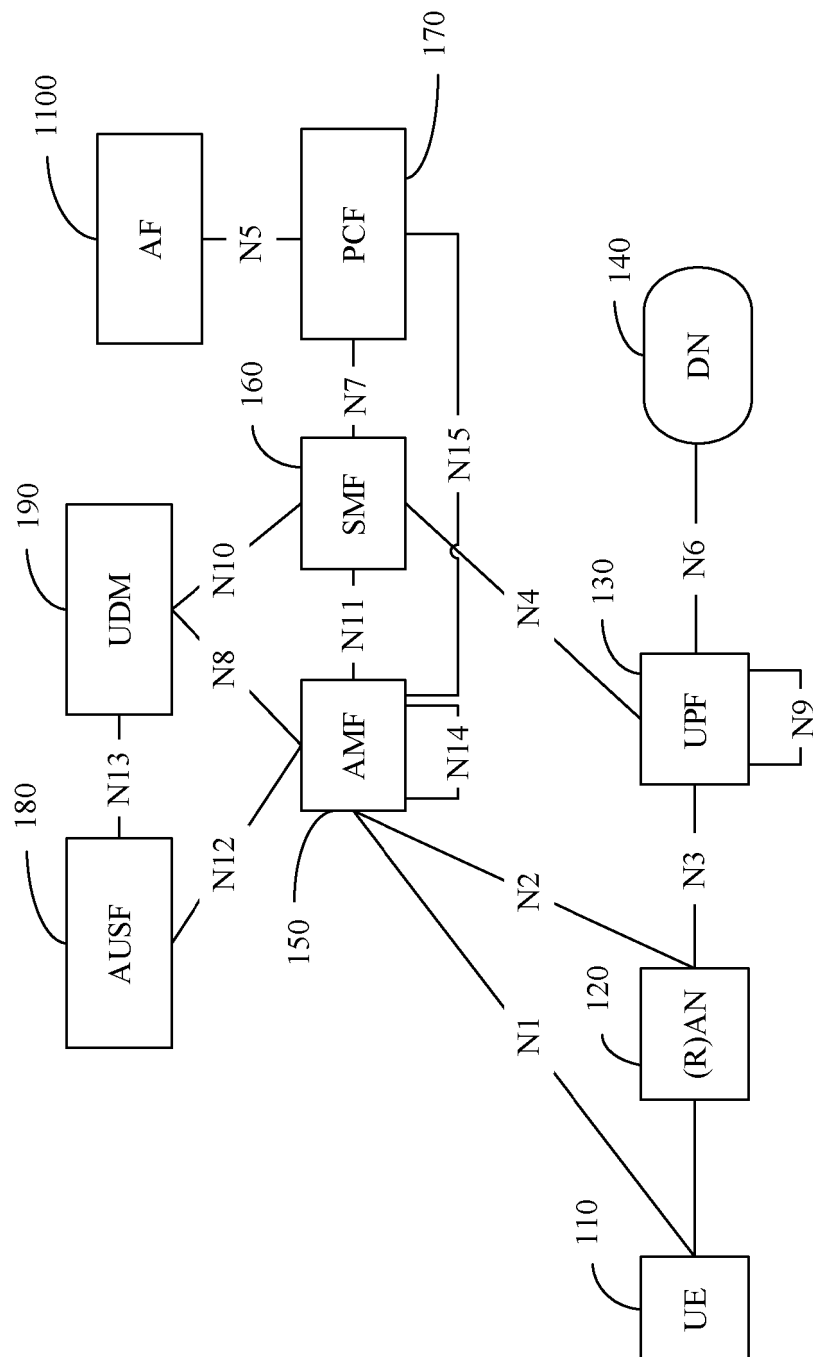 180
190
1100
AUSF
N13
UDM
AF
N12
N8
N10
160
N5
AMF
N11
SMF
N7
PCF
170
150
N14
N15
N1
N2
N4
110
120
130
140
UE
(R)AN
N3
UPF
N6
DN
N9